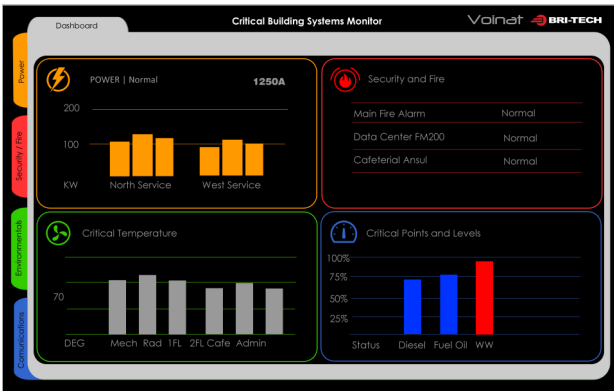 Dashboard
Critical Building Systems Monitor
Voinat
BRI-TECH
Power
Security / Fire
Environmentals
Comunications
POWER | Normal
1250A
200
100
KW
North Service
West Service
Security and Fire
Main Fire Alarm Normal
Data Center FM200 Normal
Cafeterial Ansul Normal
Critical Temperature
70
DEG
Mech Rad 1FL 2FL Cafe Admin
Critical Points and Levels
100%
75%
50%
25%
Status Diesel Fuel Oil WW